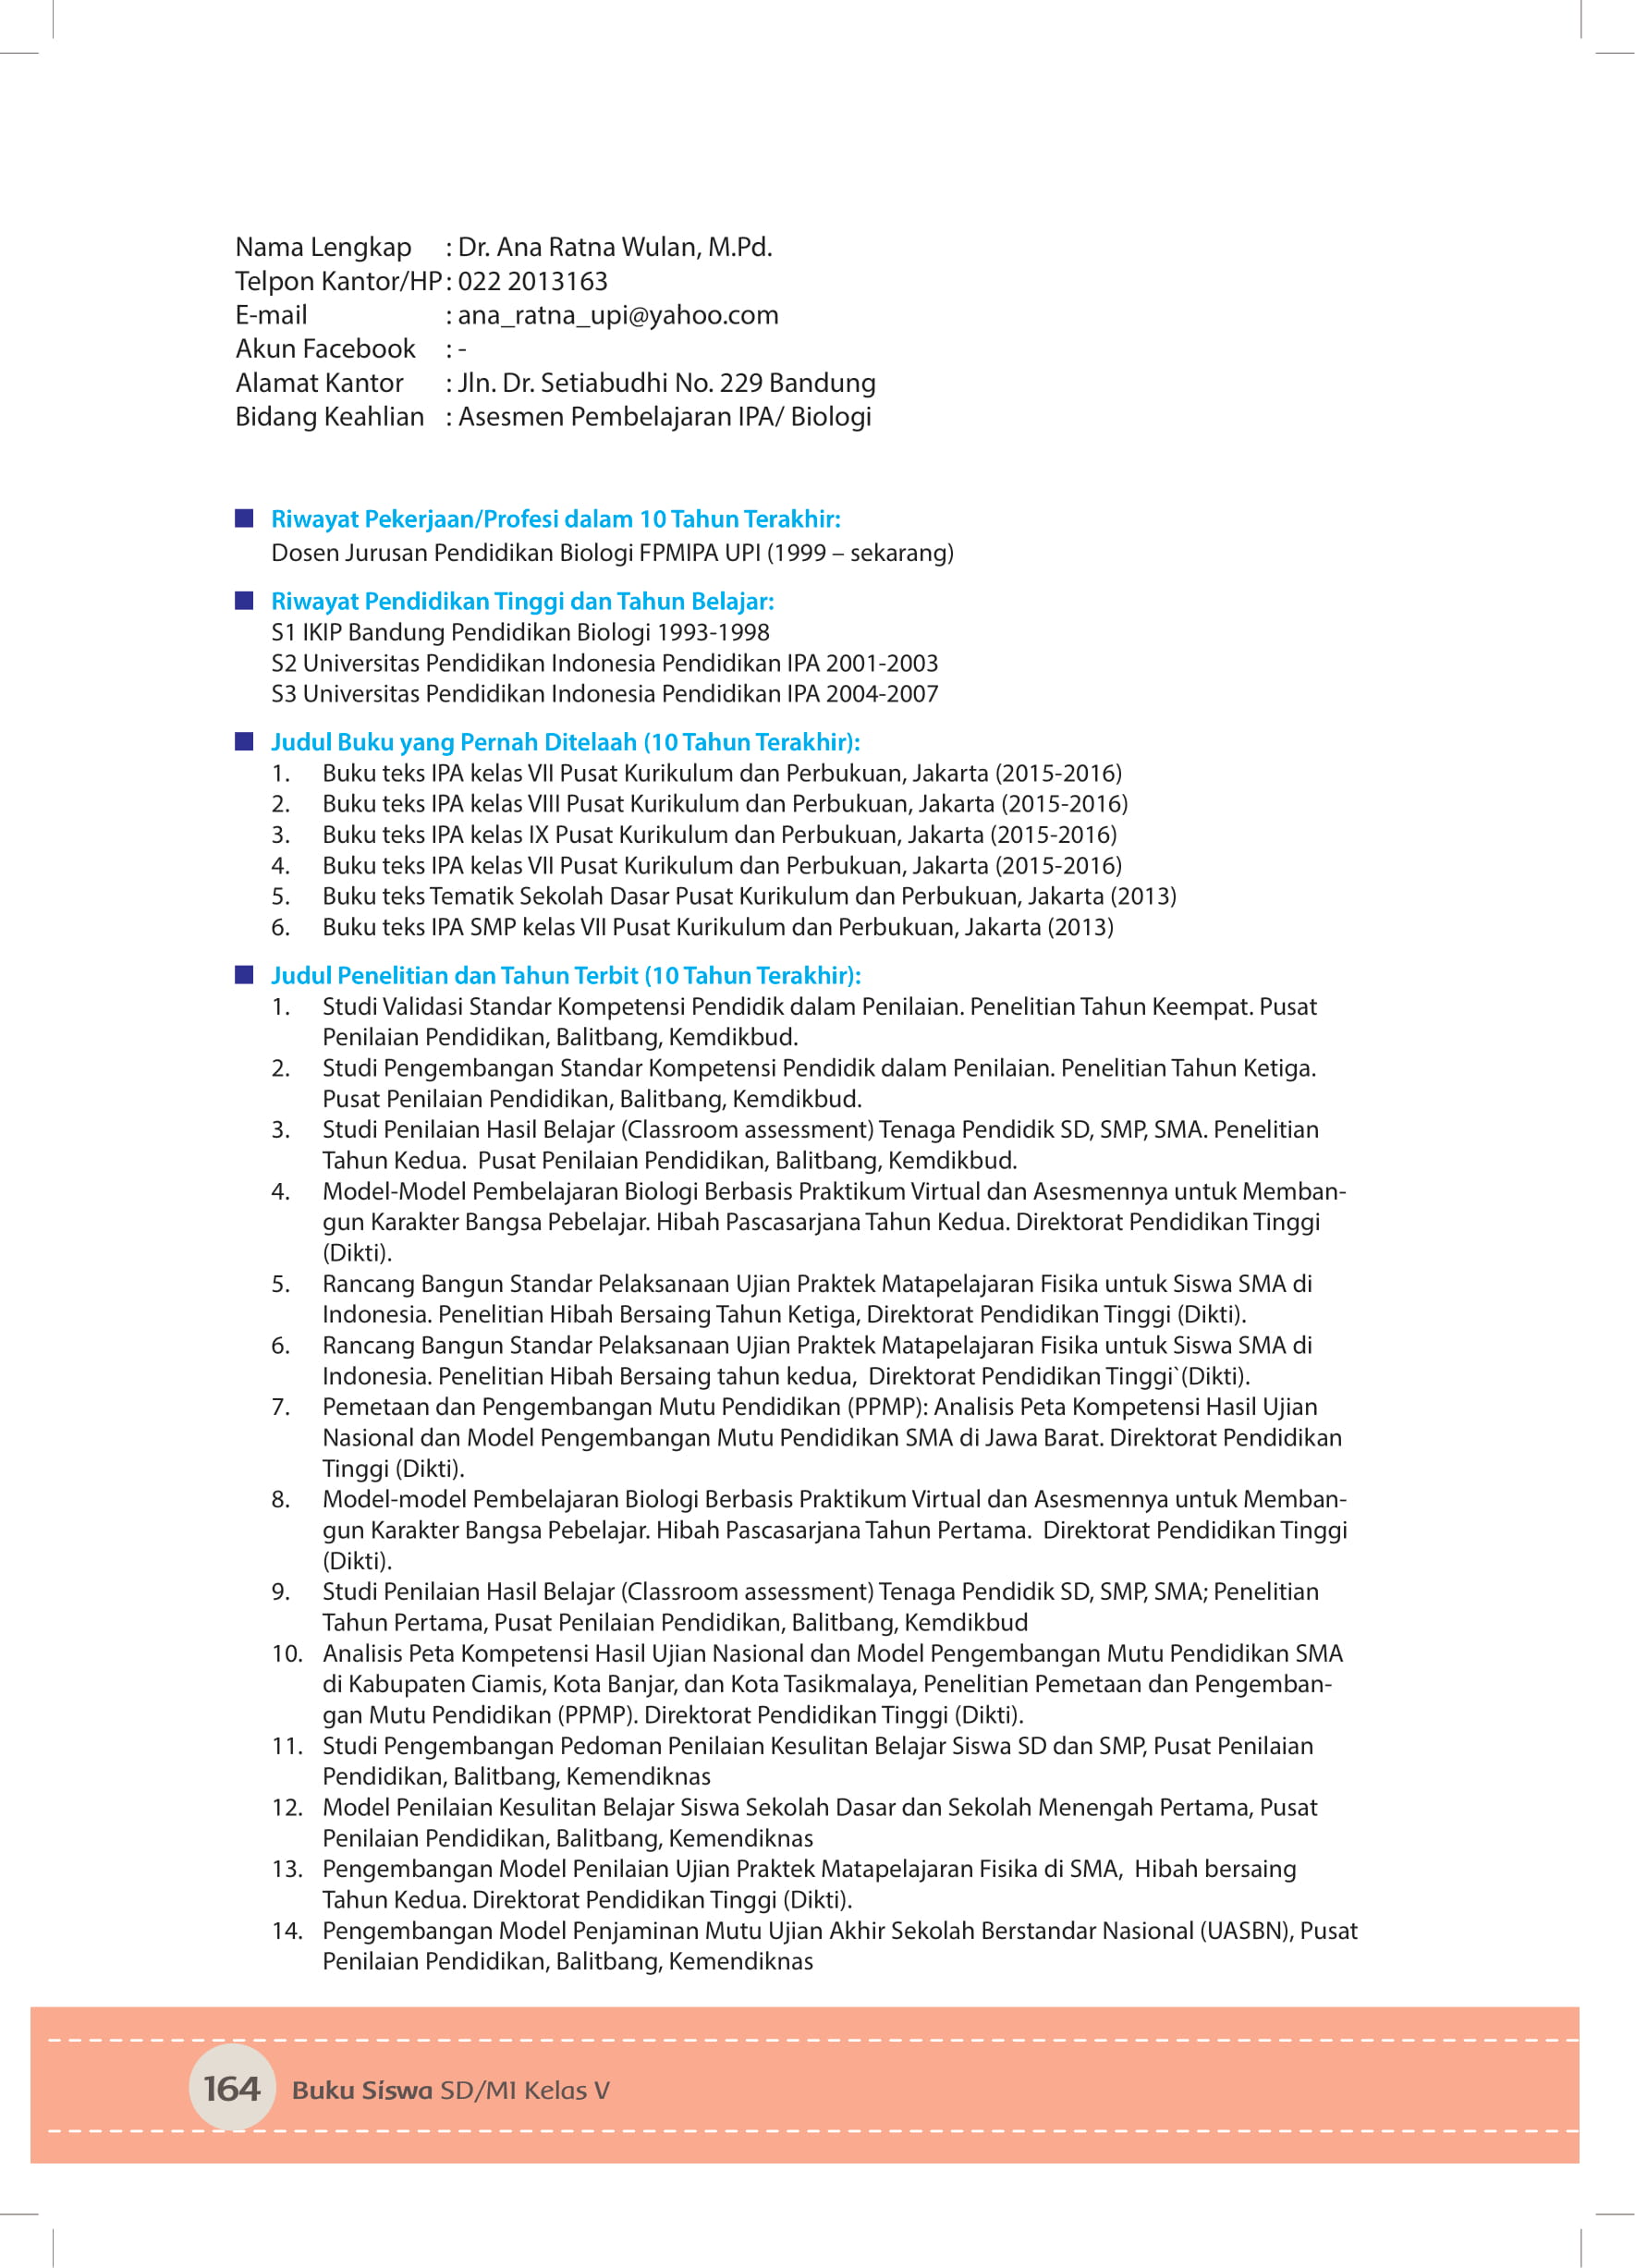 Nama Lengkap : Dr. Ana Ratna Wulan, M.Pd.
Telpon Kantor/HP : 022 2013163
E-mail : ana_ratna_upi@yahoo.com
Akun Facebook : -
Alamat Kantor : Jln. Dr. Setiabudhi No. 229 Bandung
Bidang Keahlian : Asesmen Pembelajaran IPA/ Biologi
Riwayat Pekerjaan/Profesi dalam 10 Tahun Terakhir:
Dosen Jurusan Pendidikan Biologi FPMIPA UPI (1999 – sekarang)
Riwayat Pendidikan Tinggi dan Tahun Belajar:
S1 IKIP Bandung Pendidikan Biologi 1993-1998
S2 Universitas Pendidikan Indonesia Pendidikan IPA 2001-2003
S3 Universitas Pendidikan Indonesia Pendidikan IPA 2004-2007
Judul Buku yang Pernah Ditelaah (10 Tahun Terakhir):
1. Buku teks IPA kelas VII Pusat Kurikulum dan Perbukuan, Jakarta (2015-2016)
2. Buku teks IPA kelas VIII Pusat Kurikulum dan Perbukuan, Jakarta (2015-2016)
3. Buku teks IPA kelas IX Pusat Kurikulum dan Perbukuan, Jakarta (2015-2016)
4. Buku teks IPA kelas VII Pusat Kurikulum dan Perbukuan, Jakarta (2015-2016)
5. Buku teks Tematik Sekolah Dasar Pusat Kurikulum dan Perbukuan, Jakarta (2013)
6. Buku teks IPA SMP kelas VII Pusat Kurikulum dan Perbukuan, Jakarta (2013)
Judul Penelitian dan Tahun Terbit (10 Tahun Terakhir):
1. Studi Validasi Standar Kompetensi Pendidik dalam Penilaian. Penelitian Tahun Keempat. Pusat
Penilaian Pendidikan, Balitbang, Kemdikbud.
2. Studi Pengembangan Standar Kompetensi Pendidik dalam Penilaian. Penelitian Tahun Ketiga.
Pusat Penilaian Pendidikan, Balitbang, Kemdikbud.
3. Studi Penilaian Hasil Belajar (Classroom assessment) Tenaga Pendidik SD, SMP, SMA. Penelitian
Tahun Kedua. Pusat Penilaian Pendidikan, Balitbang, Kemdikbud.
4. Model-Model Pembelajaran Biologi Berbasis Praktikum Virtual dan Asesmennya untuk Memban-
gun Karakter Bangsa Pebelajar. Hibah Pascasarjana Tahun Kedua. Direktorat Pendidikan Tinggi
(Dikti).
5. Rancang Bangun Standar Pelaksanaan Ujian Praktek Matapelajaran Fisika untuk Siswa SMA di
Indonesia. Penelitian Hibah Bersaing Tahun Ketiga, Direktorat Pendidikan Tinggi (Dikti).
6. Rancang Bangun Standar Pelaksanaan Ujian Praktek Matapelajaran Fisika untuk Siswa SMA di
Indonesia. Penelitian Hibah Bersaing tahun kedua, Direktorat Pendidikan Tinggi`(Dikti).
7. Pemetaan dan Pengembangan Mutu Pendidikan (PPMP): Analisis Peta Kompetensi Hasil Ujian
Nasional dan Model Pengembangan Mutu Pendidikan SMA di Jawa Barat. Direktorat Pendidikan
Tinggi (Dikti).
8. Model-model Pembelajaran Biologi Berbasis Praktikum Virtual dan Asesmennya untuk Memban-
gun Karakter Bangsa Pebelajar. Hibah Pascasarjana Tahun Pertama. Direktorat Pendidikan Tinggi
(Dikti).
9. Studi Penilaian Hasil Belajar (Classroom assessment) Tenaga Pendidik SD, SMP, SMA; Penelitian
Tahun Pertama, Pusat Penilaian Pendidikan, Balitbang, Kemdikbud
10. Analisis Peta Kompetensi Hasil Ujian Nasional dan Model Pengembangan Mutu Pendidikan SMA
di Kabupaten Ciamis, Kota Banjar, dan Kota Tasikmalaya, Penelitian Pemetaan dan Pengemban-
gan Mutu Pendidikan (PPMP). Direktorat Pendidikan Tinggi (Dikti).
11. Studi Pengembangan Pedoman Penilaian Kesulitan Belajar Siswa SD dan SMP, Pusat Penilaian
Pendidikan, Balitbang, Kemendiknas
12. Model Penilaian Kesulitan Belajar Siswa Sekolah Dasar dan Sekolah Menengah Pertama, Pusat
Penilaian Pendidikan, Balitbang, Kemendiknas
13. Pengembangan Model Penilaian Ujian Praktek Matapelajaran Fisika di SMA, Hibah bersaing
Tahun Kedua. Direktorat Pendidikan Tinggi (Dikti).
14. Pengembangan Model Penjaminan Mutu Ujian Akhir Sekolah Berstandar Nasional (UASBN), Pusat
Penilaian Pendidikan, Balitbang, Kemendiknas
164 Buku Siswa SD/MI Kelas V